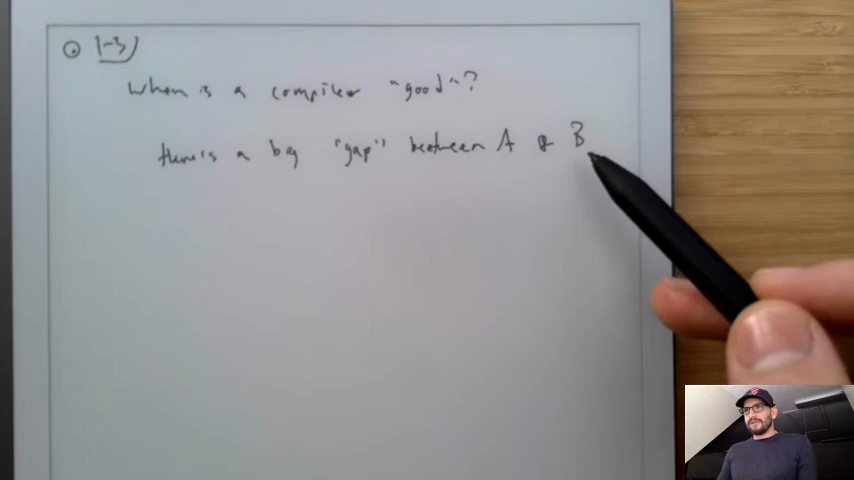 1-3)
When is a compiler "good"?
there's a big "gap" between A & B